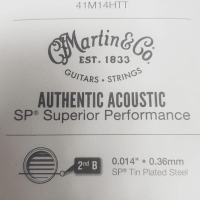 41M14HTT
Martin & Co.
EST. 1833
GUITARS • STRINGS
AUTHENTIC ACOUSTIC
SP® Superior Performance
2nd B
0.014" • 0.36mm
SP® Tin Plated Steel